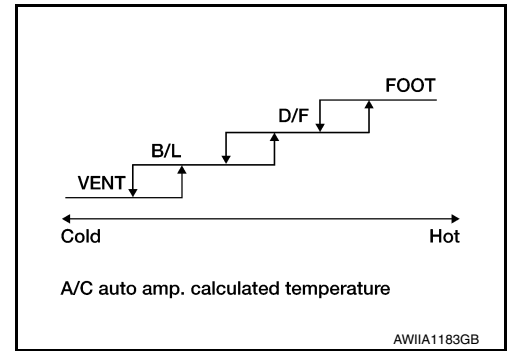 FOOT
D/F
B/L
VENT
Cold Hot
A/C auto amp. calculated temperature
AWIIA1183GB